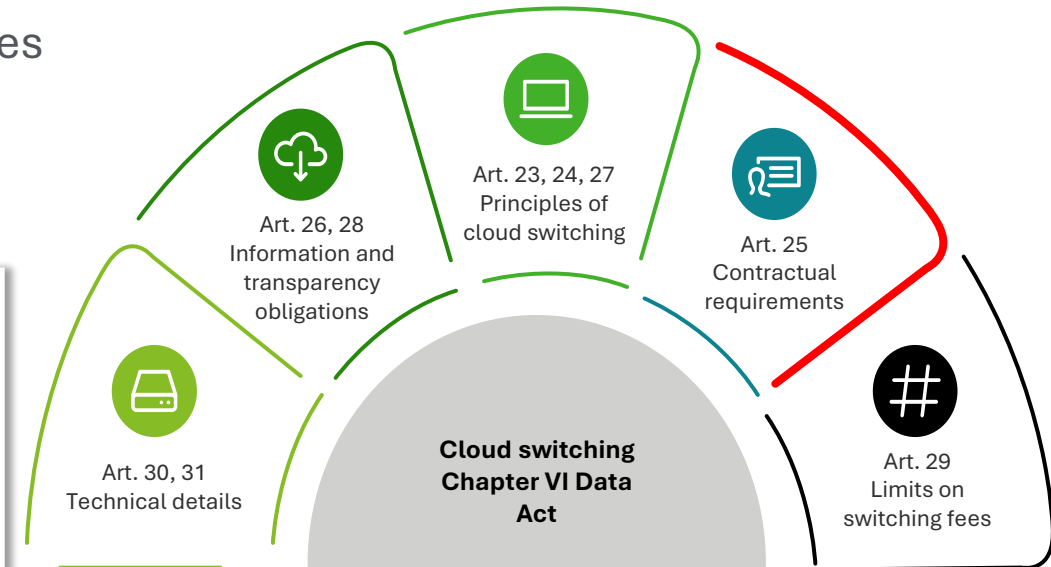 es
Art. 23, 24, 27
Principles of
cloud switching
Art. 26, 28
Information and
transparency
obligations
Art. 25
Contractual
requirements
Art. 30, 31
Technical details
Art. 29
Limits on
switching fees
Cloud switching
Chapter VI Data
Act